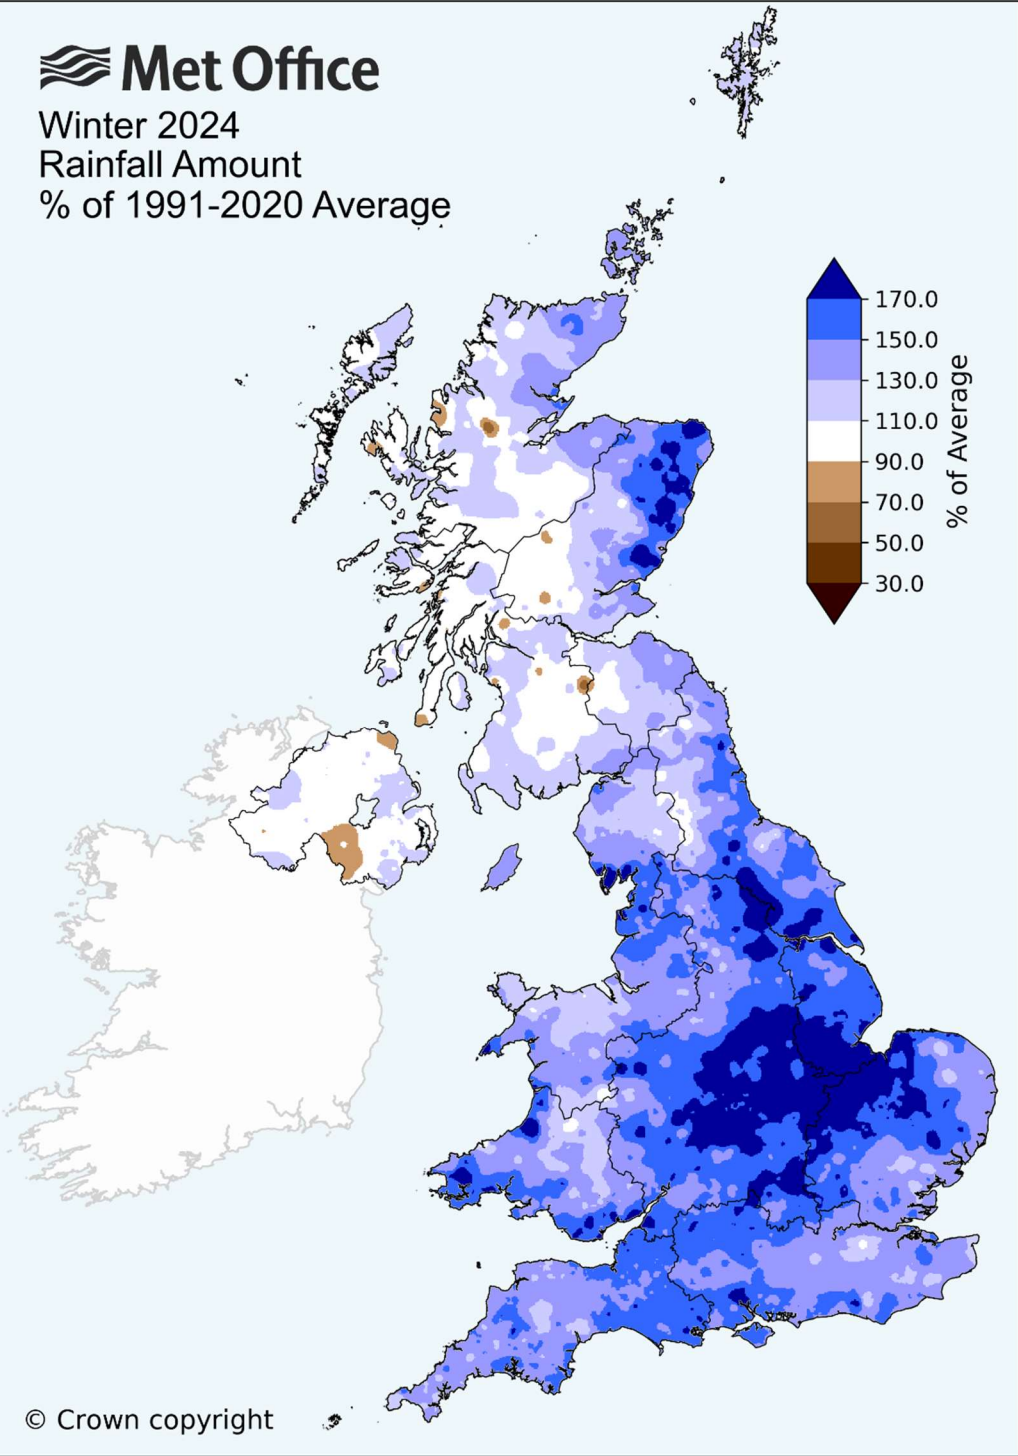 Met Office
Winter 2024
Rainfall Amount
% of 1991-2020 Average
170.0
150.0
130.0
110.0
90.0
70.0
50.0
30.0
% of Average
© Crown copyright